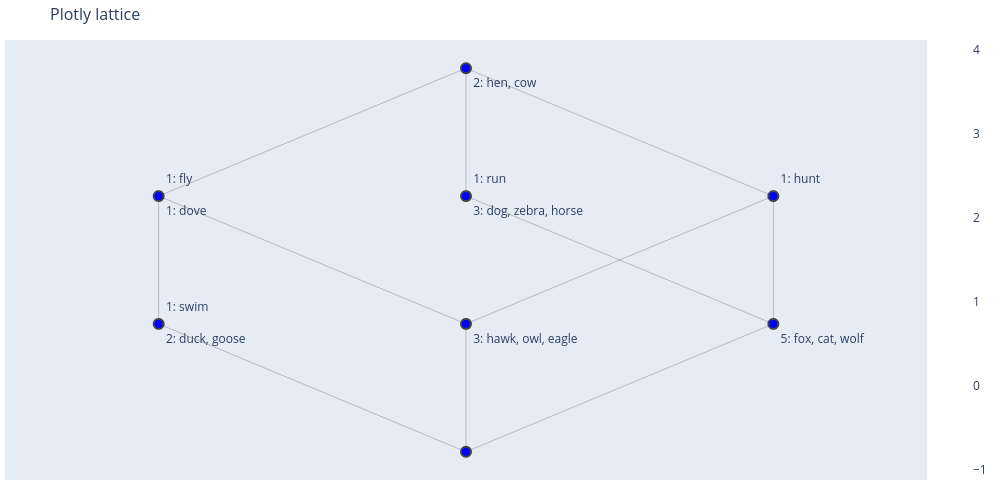 Plotly lattice
4
2: hen, cow
3
1: fly
1: run
1: hunt
1: dove
3: dog, zebra, horse
2
1: swim
1
2: duck, goose
3: hawk, owl, eagle
5: fox, cat, wolf
0
−1